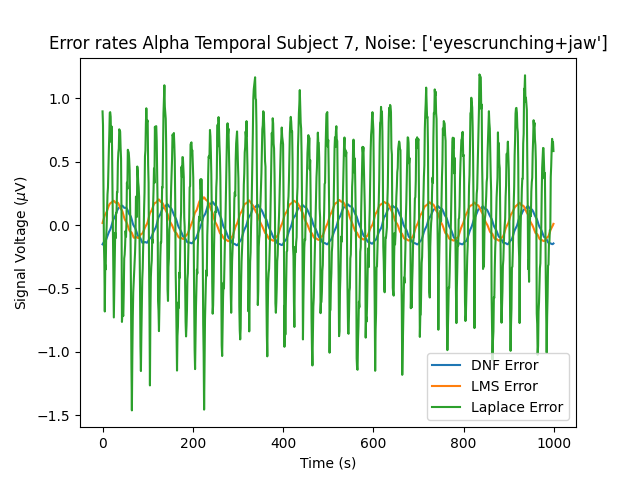 Error rates Alpha Temporal Subject 7, Noise: ['eyescrunching+jaw']
Signal Voltage (μV)
1.0
0.5
0.0
−0.5
−1.0
−1.5
0 200 400 600 800 1000
Time (s)
DNF Error
LMS Error
Laplace Error